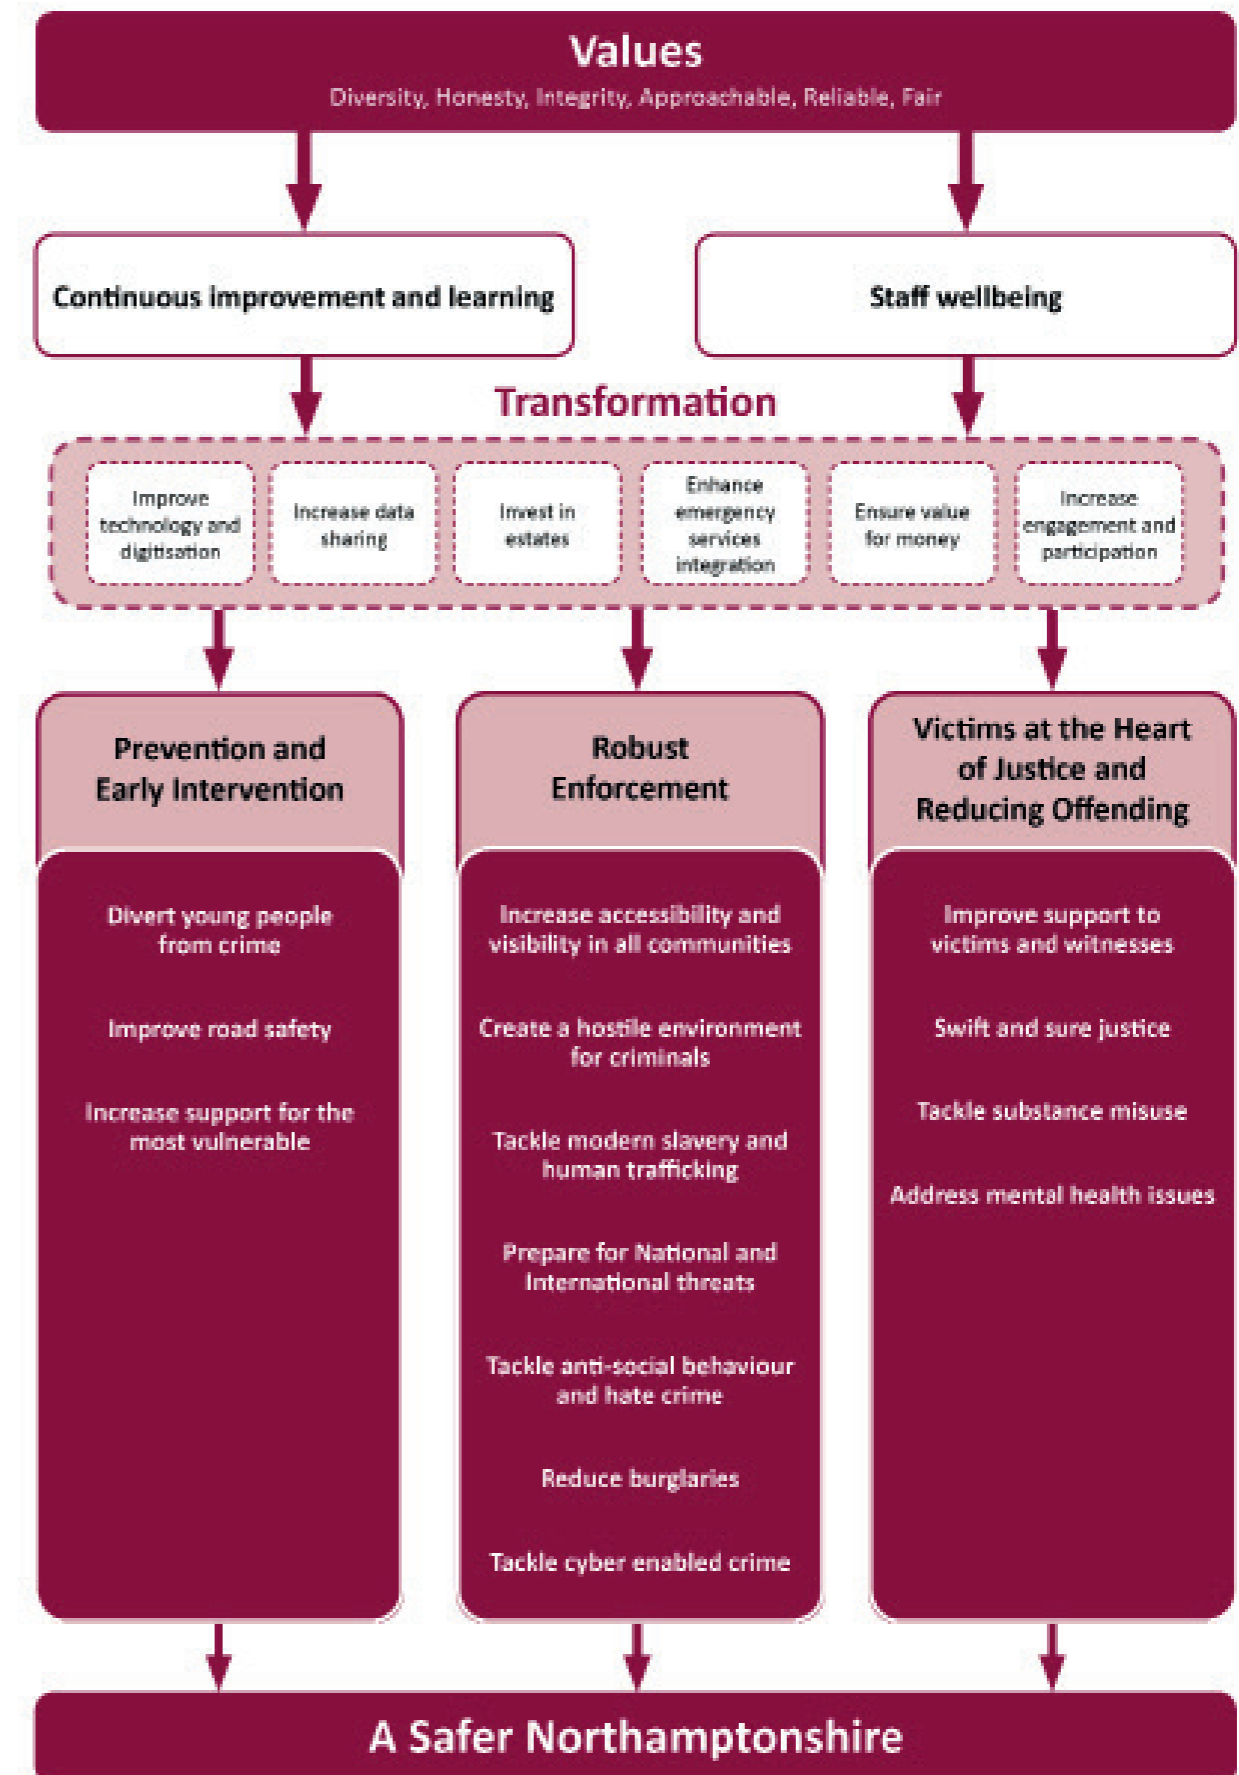 Values
Diversity, Honesty, Integrity, Approachable, Reliable, Fair
Continuous improvement and learning
Staff wellbeing
Transformation
Improve
technology and
digitisation
Increase data
sharing
Invest in
estates
Enhance
emergency
services
integration
Ensure value
for money
Increase
engagement and
participation
Prevention and
Early Intervention
Divert young people
from crime
Improve road safety
Increase support for the
most vulnerable
Robust
Enforcement
Increase accessibility and
visibility in all communities
Create a hostile environment
for criminals
Tackle modern slavery and
human trafficking
Prepare for National and
International threats
Tackle anti-social behaviour
and hate crime
Reduce burglaries
Tackle cyber enabled crime
Victims at the Heart
of Justice and
Reducing Offending
Improve support to
victims and witnesses
Swift and sure justice
Tackle substance misuse
Address mental health issues
A Safer Northamptonshire